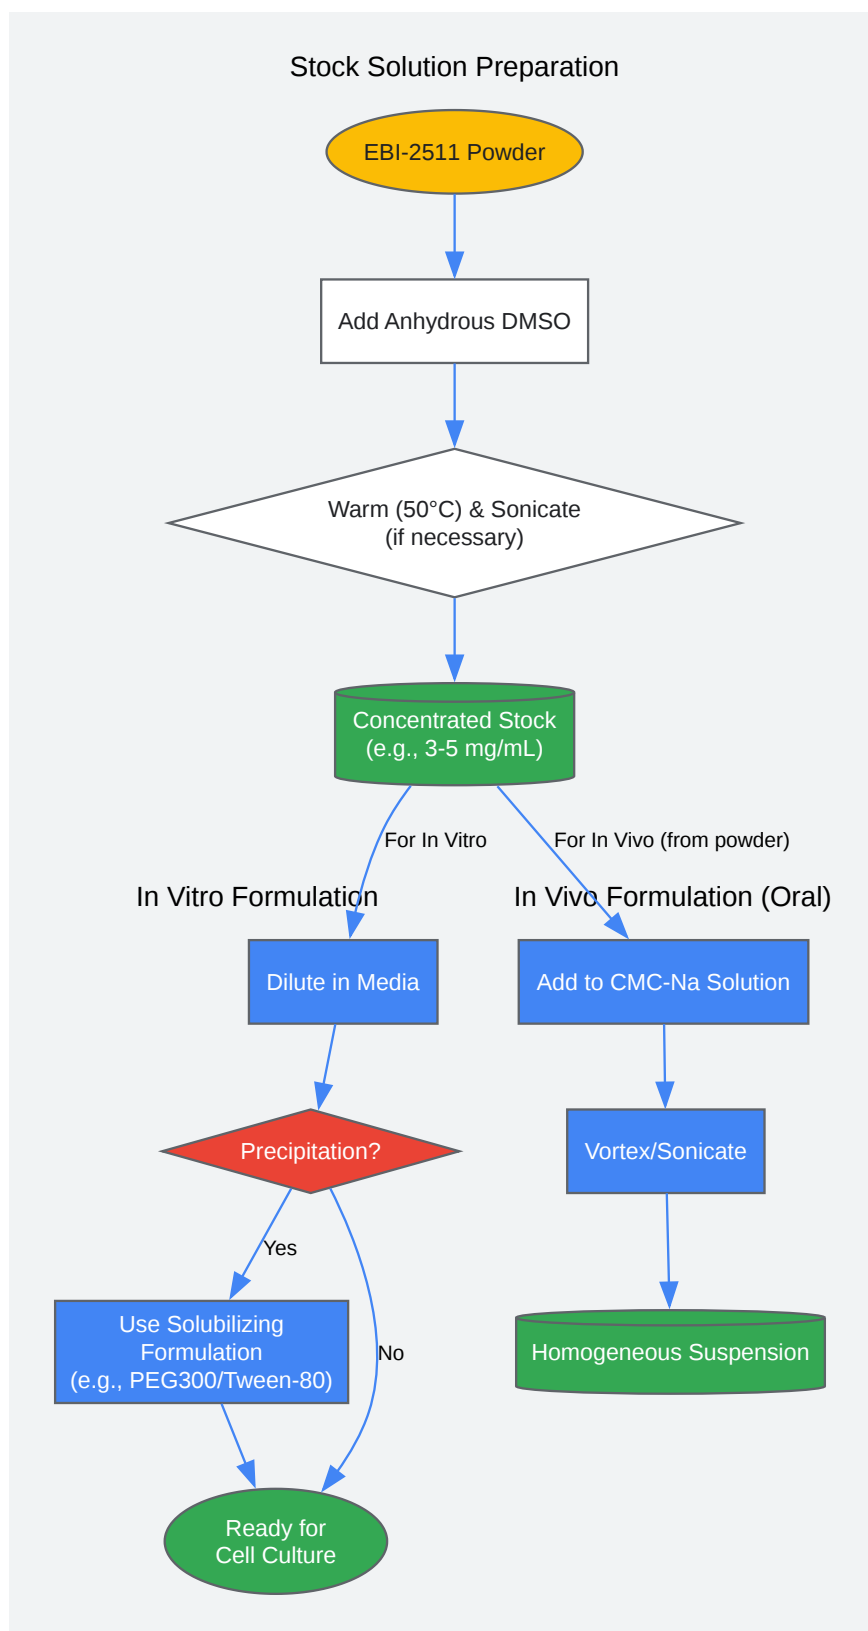 Stock Solution Preparation
EBI-2511 Powder
Add Anhydrous DMSO
Warm (50°C) & Sonicate
(if necessary)
Concentrated Stock
(e.g., 3-5 mg/mL)
For In Vitro
For In Vivo (from powder)
In Vitro Formulation
In Vivo Formulation (Oral)
Dilute in Media
Add to CMC-Na Solution
Precipitation?
Vortex/Sonicate
Yes
No
Use Solubilizing
Formulation
(e.g., PEG300/Tween-80)
Homogeneous Suspension
Ready for
Cell Culture